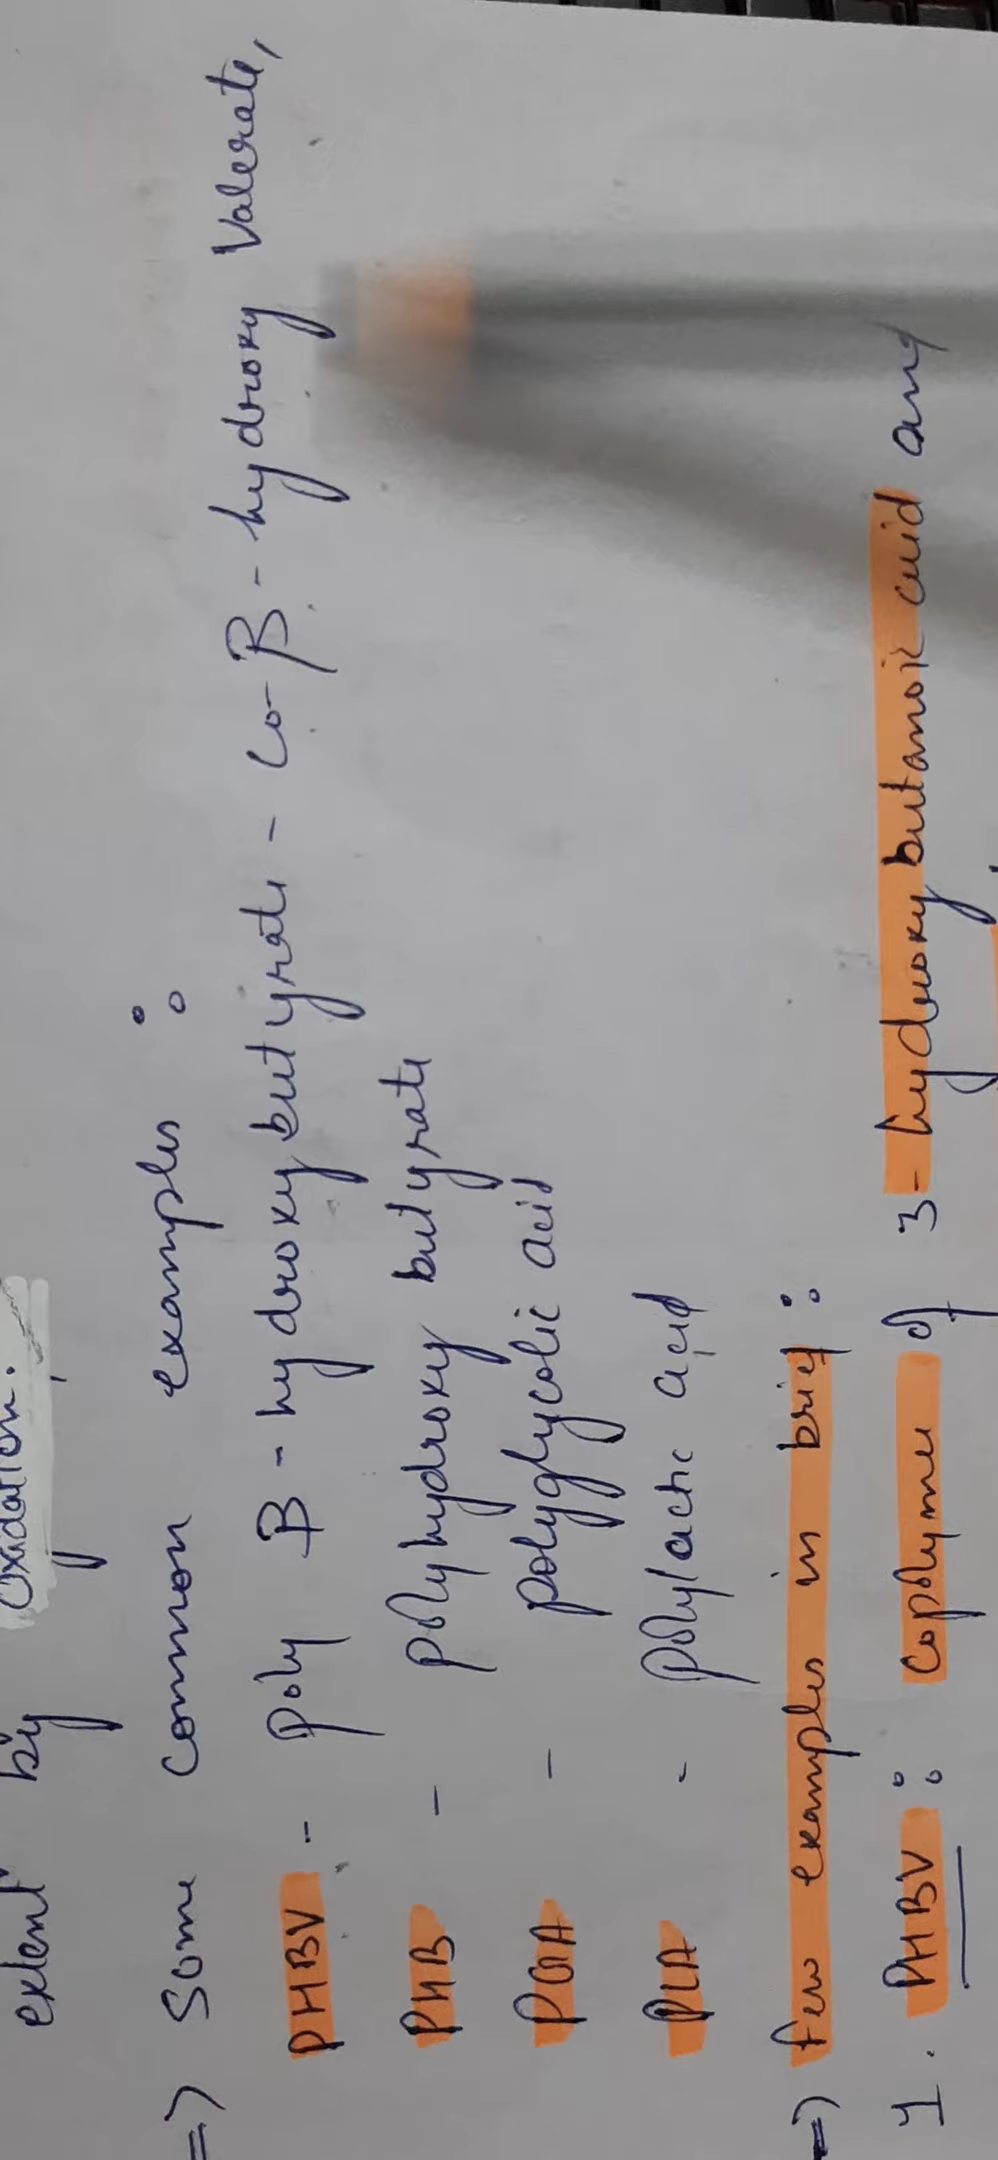 extent by oxidation.
=> Some common examples :
PHBV - poly β - hydroxy butyrate - co - β - hydroxy valerate,
PHB - polyhydroxy butyrate
PGA - polyglycolic acid
PLA - polylactic acid
=> few examples in brief :
1. PHBV : copolymer of 3 - hydroxy butanoic acid and